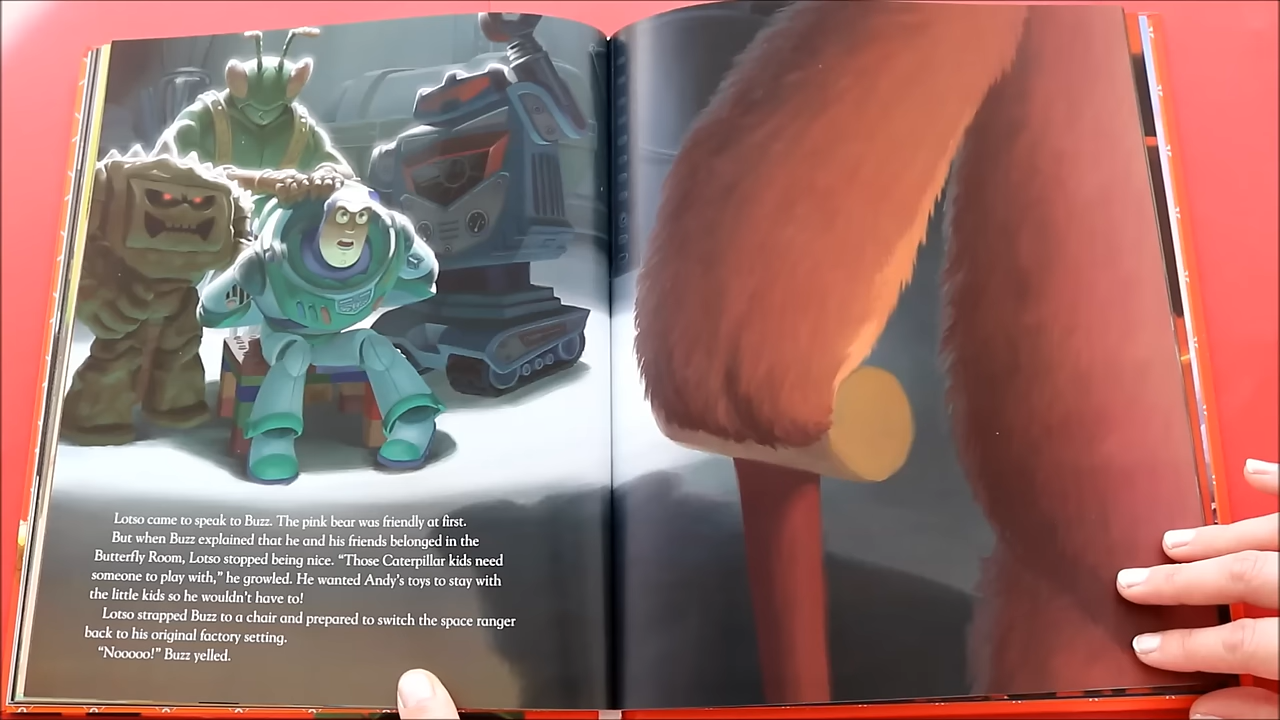 Lotso came to speak to Buzz. The pink bear was friendly at first.
But when Buzz explained that he and his friends belonged in the
Butterfly Room, Lotso stopped being nice. “Those Caterpillar kids need
someone to play with,” he growled. He wanted Andy’s toys to stay with
the little kids so he wouldn’t have to!
Lotso strapped Buzz to a chair and prepared to switch the space ranger
back to his original factory setting.
“Nooooo!” Buzz yelled.